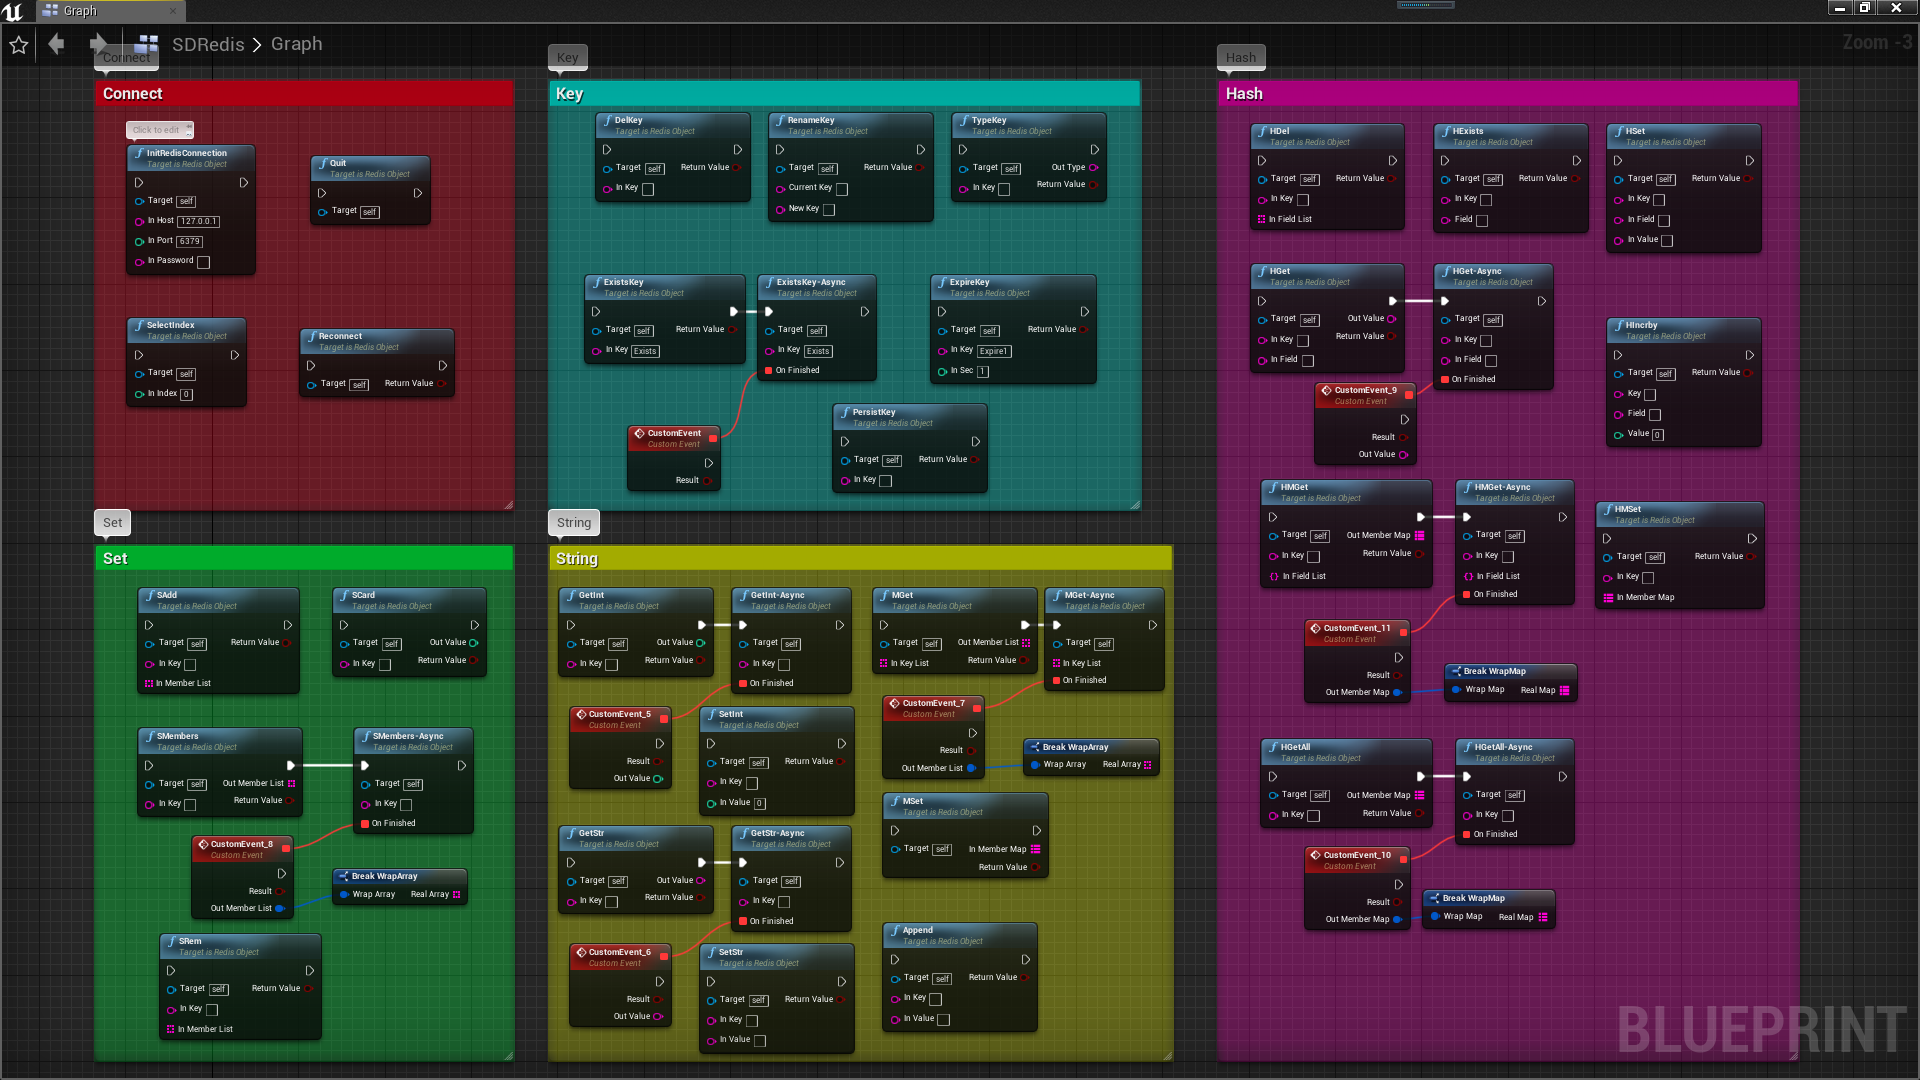 Graph
SDRedis > Graph
Zoom -3
Connect
Connect
Click to edit
InitRedisConnection
Target is Redis Object
Target self
In Host 127.0.0.1
In Port 6379
In Password
Quit
Target is Redis Object
Target self
SelectIndex
Target is Redis Object
Target self
In Index 0
Reconnect
Target is Redis Object
Target self Return Value
Key
Key
DelKey
Target is Redis Object
Target self Return Value
In Key
RenameKey
Target is Redis Object
Target self Return Value
Current Key
New Key
TypeKey
Target is Redis Object
Target self Out Type
In Key Return Value
ExistsKey
Target is Redis Object
Target self Return Value
In Key Exists
ExistsKey-Async
Target is Redis Object
Target self
In Key Exists
On Finished
ExpireKey
Target is Redis Object
Target self Return Value
In Key Expire1
In Sec 1
CustomEvent
Custom Event
Result
PersistKey
Target is Redis Object
Target self Return Value
In Key
Set
Set
SAdd
Target is Redis Object
Target self Return Value
In Key
In Member List
SCard
Target is Redis Object
Target self Out Value
In Key Return Value
SMembers
Target is Redis Object
Target self Out Member List
In Key Return Value
SMembers-Async
Target is Redis Object
Target self
In Key
On Finished
CustomEvent_8
Custom Event
Result
Out Member List
Break WrapArray
Wrap Array Real Array
SRem
Target is Redis Object
Target self Return Value
In Key
In Member List
String
String
GetInt
Target is Redis Object
Target self Out Value
In Key Return Value
GetInt-Async
Target is Redis Object
Target self
In Key
On Finished
MGet
Target is Redis Object
Target self Out Member List
In Key List Return Value
MGet-Async
Target is Redis Object
Target self
In Key List
On Finished
CustomEvent_5
Custom Event
Result
Out Value
SetInt
Target is Redis Object
Target self Return Value
In Key
In Value 0
CustomEvent_7
Custom Event
Result
Out Member List
Break WrapArray
Wrap Array Real Array
MSet
Target is Redis Object
Target self In Member Map
Return Value
GetStr
Target is Redis Object
Target self Out Value
In Key Return Value
GetStr-Async
Target is Redis Object
Target self
In Key
On Finished
CustomEvent_6
Custom Event
Result
Out Value
SetStr
Target is Redis Object
Target self Return Value
In Key
In Value
Append
Target is Redis Object
Target self Return Value
In Key
In Value
Hash
Hash
HDel
Target is Redis Object
Target self Return Value
In Key
In Field List
HExists
Target is Redis Object
Target self Return Value
In Key
Field
HSet
Target is Redis Object
Target self Return Value
In Key
In Field
In Value
HGet
Target is Redis Object
Target self Out Value
In Key Return Value
In Field
HGet-Async
Target is Redis Object
Target self
In Key
In Field
On Finished
HIncrby
Target is Redis Object
Target self Return Value
Key
Field
Value 0
CustomEvent_9
Custom Event
Result
Out Value
HMGet
Target is Redis Object
Target self Out Member Map
In Key Return Value
In Field List
HMGet-Async
Target is Redis Object
Target self
In Key
In Field List
On Finished
HMSet
Target is Redis Object
Target self Return Value
In Key
In Member Map
CustomEvent_11
Custom Event
Result
Out Member Map
Break WrapMap
Wrap Map Real Map
HGetAll
Target is Redis Object
Target self Out Member Map
In Key Return Value
HGetAll-Async
Target is Redis Object
Target self
In Key
On Finished
CustomEvent_10
Custom Event
Result
Out Member Map
Break WrapMap
Wrap Map Real Map
BLUEPRINT